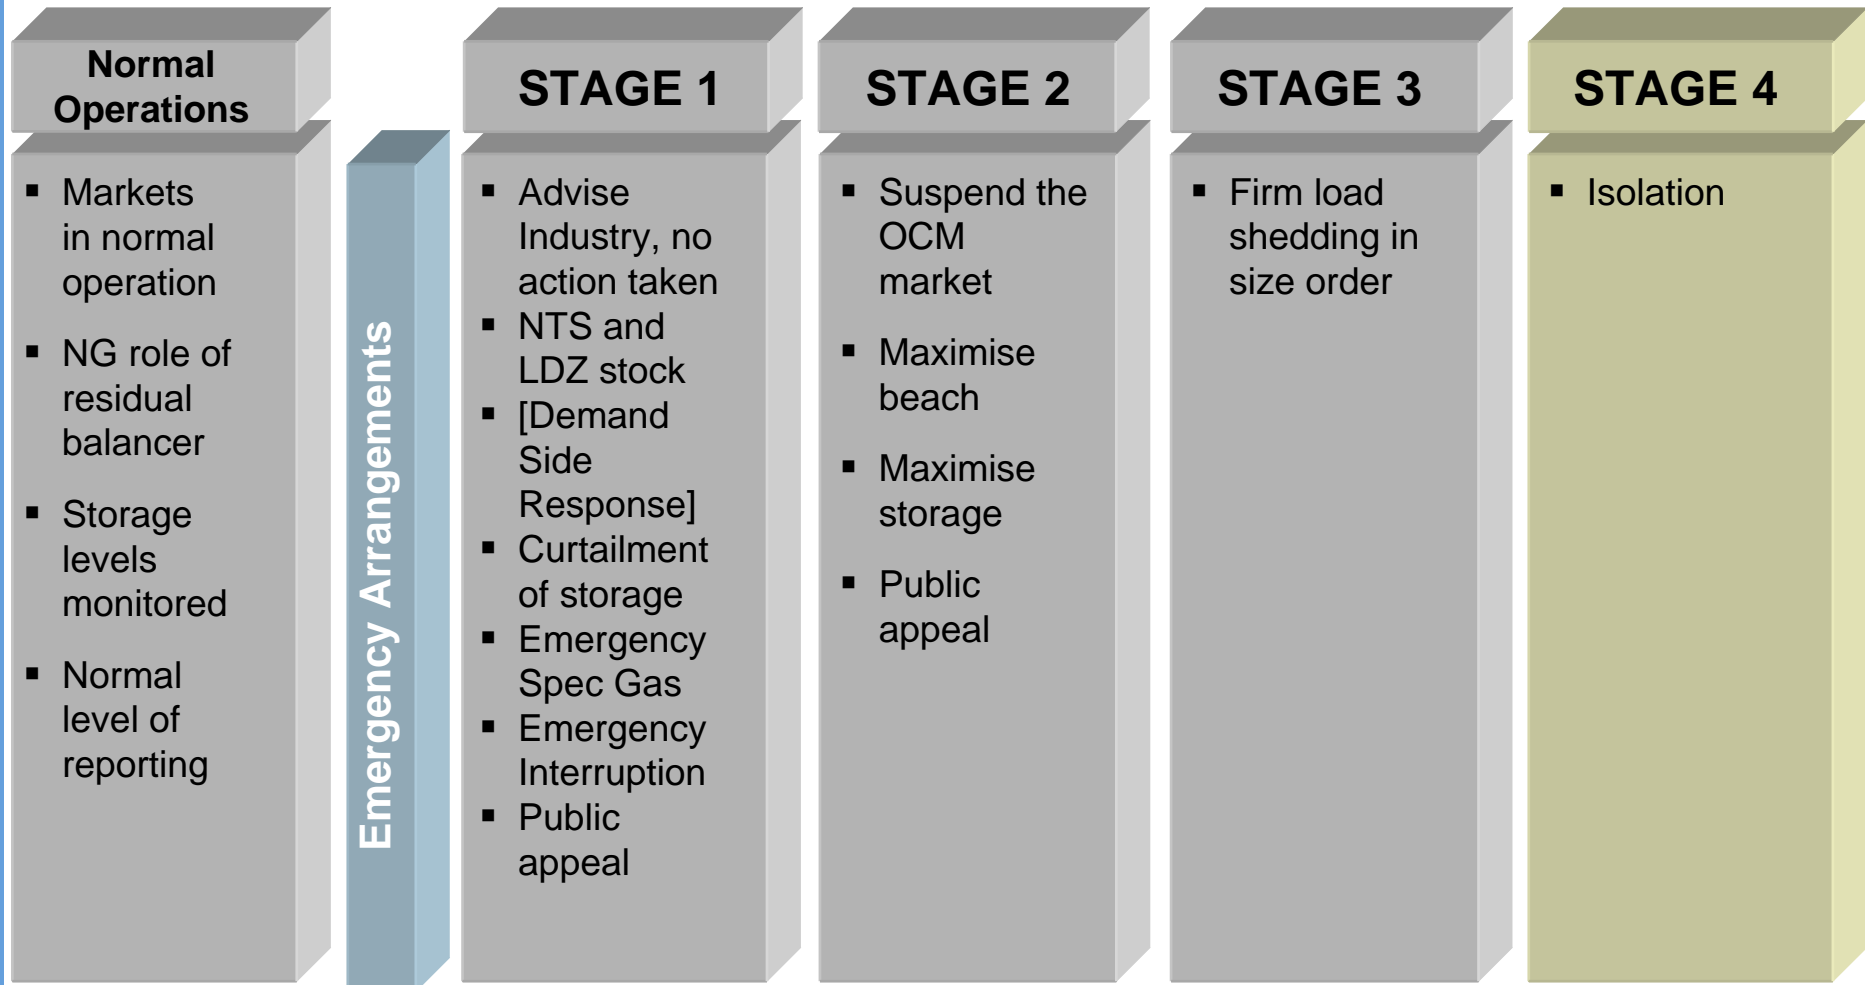 Normal
Operations
▪ Markets
in normal
operation
▪ NG role of
residual
balancer
▪ Storage
levels
monitored
▪ Normal
level of
reporting
Emergency Arrangements
STAGE 1
▪ Advise
Industry, no
action taken
▪ NTS and
LDZ stock
▪ [Demand
Side
Response]
▪ Curtailment
of storage
▪ Emergency
Spec Gas
▪ Emergency
Interruption
▪ Public
appeal
STAGE 2
▪ Suspend the
OCM
market
▪ Maximise
beach
▪ Maximise
storage
▪ Public
appeal
STAGE 3
▪ Firm load
shedding in
size order
STAGE 4
▪ Isolation